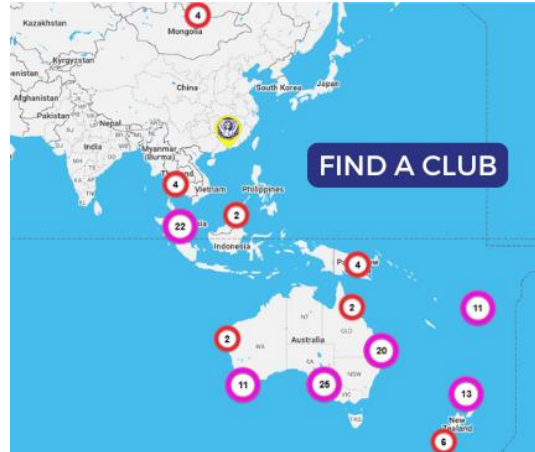 Kazakhstan
4
Mongolia
Kyrgyzstan
South Korea
Japan
China
Afghanistan
Pakistan
Nepal
India
Myanmar
(Burma)
4
Vietnam
Philippines
FIND A CLUB
2
22
Indonesia
4
2
11
NT
QLD
2
Australia
WA
SA
20
NSW
11
25
VIC
13
TAS
New
Zealand
6